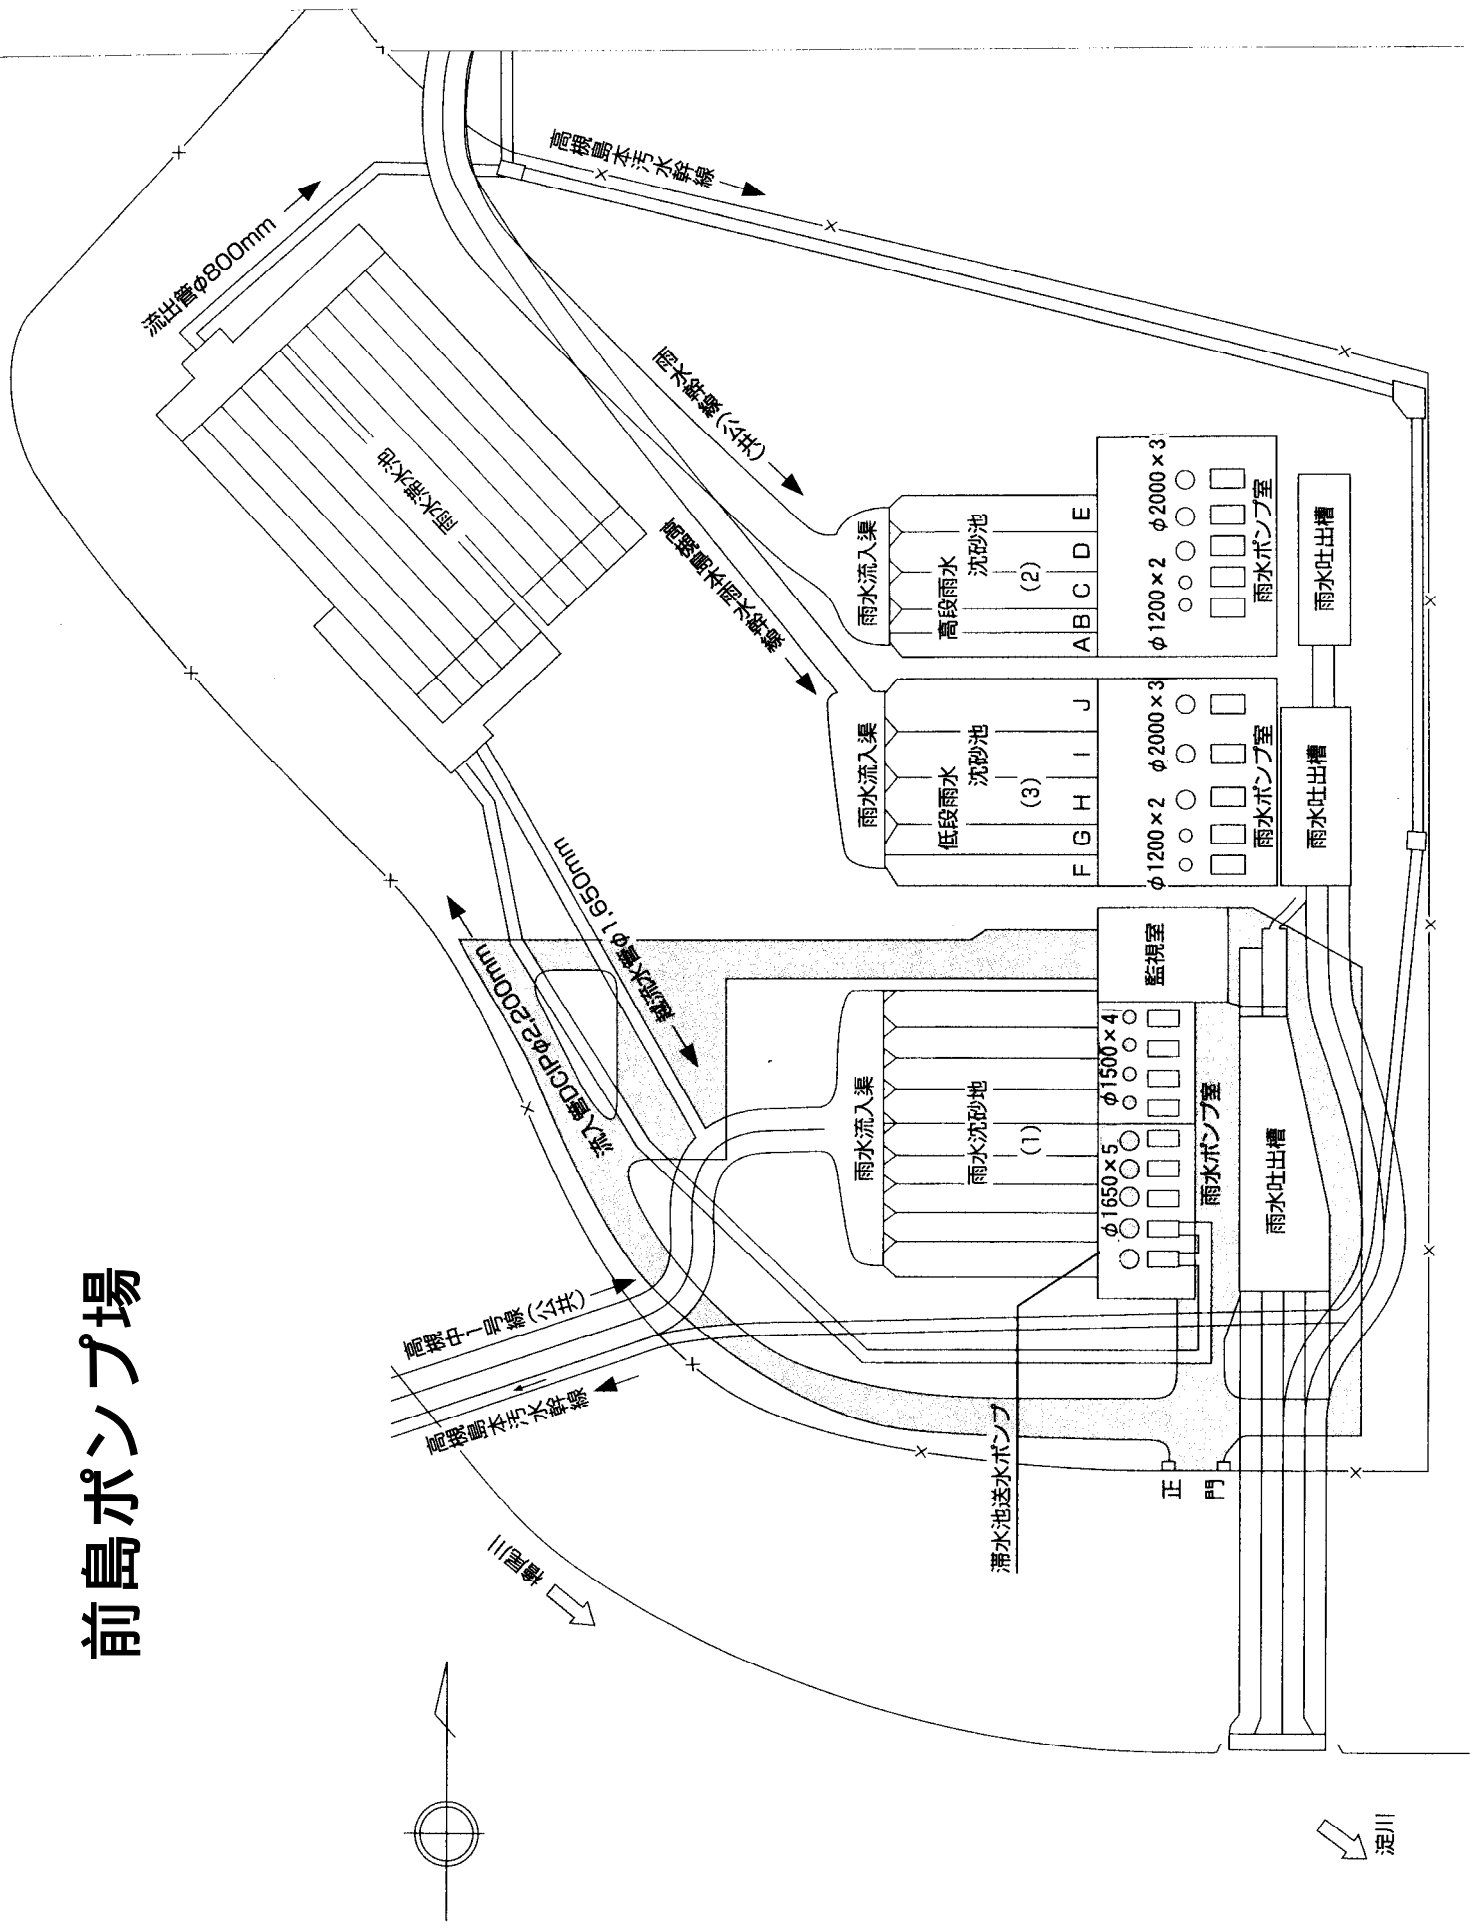 前島ポンプ場
流出管φ800mm
高槻島本汚水幹線
雨水滞水池
雨水幹線(公共)
高槻島本雨水幹線
流入管DCIPφ2,200mm
越流水管φ1,650mm
雨水流入渠
高段雨水
沈砂池
(2)
A B C D E
φ1200×2 φ2000×3
雨水ポンプ室
雨水吐出槽
雨水流入渠
低段雨水
沈砂池
(3)
F G H I J
φ1200×2 φ2000×3
雨水ポンプ室
雨水吐出槽
監視室
雨水流入渠
雨水沈砂地
(1)
φ1650×5 φ1500×4
雨水ポンプ室
雨水吐出槽
高槻中1号線(公共)
高槻島本汚水幹線
滞水池送水ポンプ
正
門
檜尾川
淀川